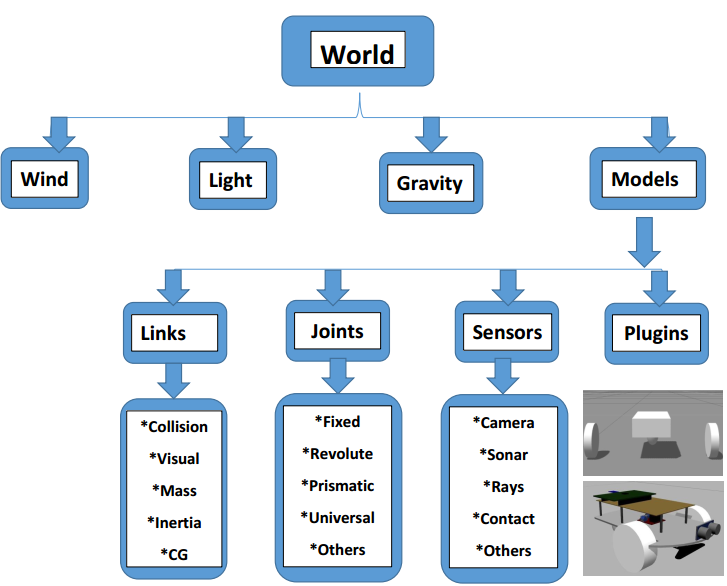 World
Wind
Light
Gravity
Models
Links
Joints
Sensors
Plugins
*Collision
*Visual
*Mass
*Inertia
*CG
*Fixed
*Revolute
*Prismatic
*Universal
*Others
*Camera
*Sonar
*Rays
*Contact
*Others